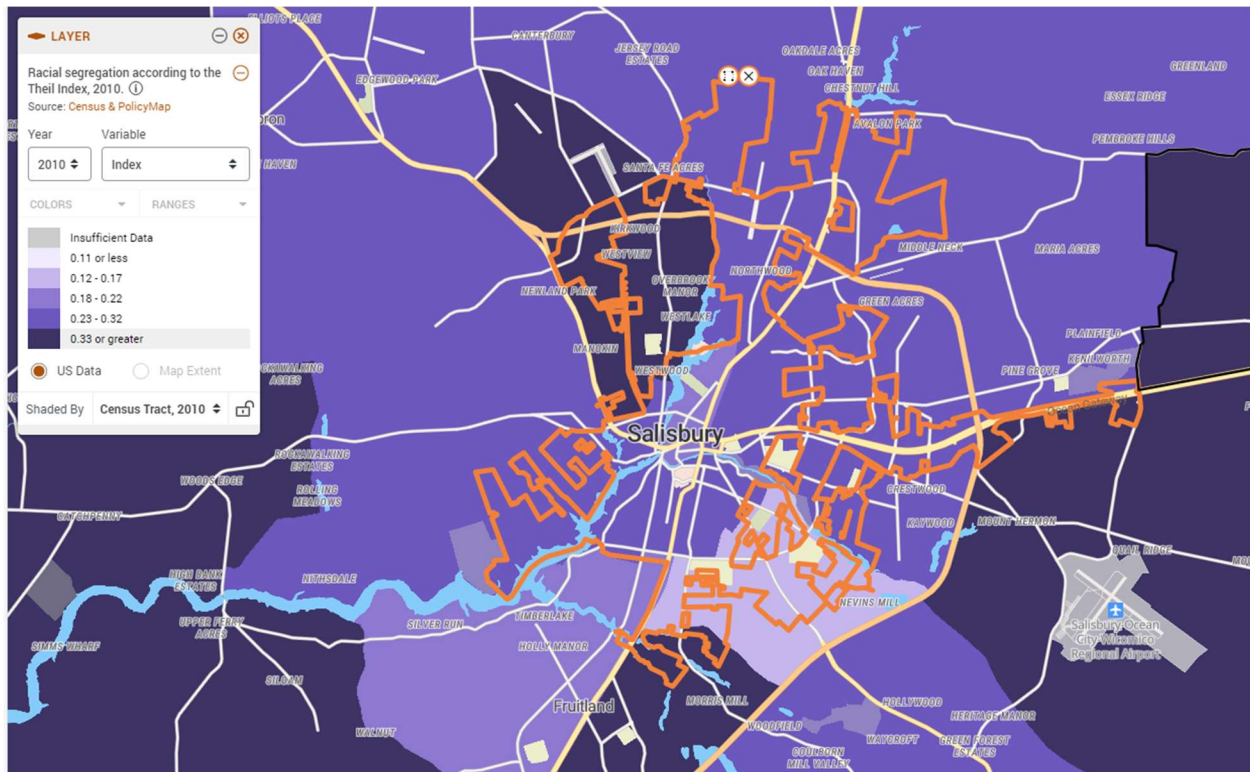 LAYER
Racial segregation according to the
Theil Index, 2010.
Source: Census & PolicyMap
Year
Variable
2010
Index
COLORS
RANGES
Insufficient Data
0.11 or less
0.12 - 0.17
0.18 - 0.22
0.23 - 0.32
0.33 or greater
US Data
Map Extent
Shaded By
Census Tract, 2010
CANTERBURY
JERSEY ROAD
ESTATES
OAKDALE ACRES
OAK HAVEN
CHESTNUT HILL
GREENLAND
EDGEWOOD PARK
ESSEX RIDGE
AVALON PARK
PEMBROKE HILLS
SANTA FE ACRES
KIRKWOOD
WESTVIEW
MIDDLE NECK
MARIA ACRES
NORTHWOOD
OVERBROOK
MANOR
NEWLAND PARK
GREEN ACRES
WESTLAKE
PLAINFIELD
MANOKIN
KENILWORTH
WESTWOOD
PINE GROVE
ROCKAWALKING
ACRES
Salisbury
ROCKAWALKING
ESTATES
WOODS EDGE
ROLLING
MEADOWS
CRESTWOOD
CATCHPENNY
KAYWOOD
MOUNT HERMON
QUAIL RIDGE
HIGH BANK
ESTATES
NITHSDALE
NEVINS MILL
TIMBERLAKE
UPPER FERRY
ACRES
SILVER RUN
Salisbury-Ocean
City-Wicomico
Regional Airport
SIMMS WHARF
HOLLY MANOR
SILOAM
MORRIS MILL
Fruitland
HOLLYWOOD
HERITAGE MANOR
WALNUT
WOODFIELD
WAYCROFT
GREEN FOREST
ESTATES
COULBORN
MILL VALLEY